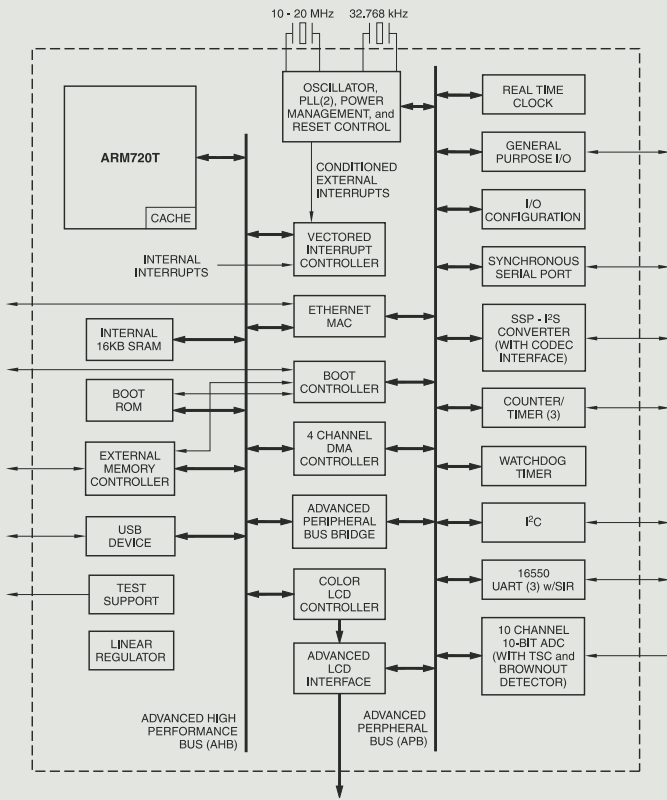 10 - 20 MHz
32.768 kHz
OSCILLATOR,
PLL(2), POWER
MANAGEMENT, and
RESET CONTROL
REAL TIME
CLOCK
ARM720T
CACHE
GENERAL
PURPOSE I/O
CONDITIONED
EXTERNAL
INTERRUPTS
I/O
CONFIGURATION
INTERNAL
INTERRUPTS
VECTORED
INTERRUPT
CONTROLLER
SYNCHRONOUS
SERIAL PORT
ETHERNET
MAC
INTERNAL
16KB SRAM
SSP - I²S
CONVERTER
(WITH CODEC
INTERFACE)
BOOT
ROM
BOOT
CONTROLLER
COUNTER/
TIMER (3)
EXTERNAL
MEMORY
CONTROLLER
4 CHANNEL
DMA
CONTROLLER
WATCHDOG
TIMER
USB
DEVICE
ADVANCED
PERIPHERAL
BUS BRIDGE
I²C
TEST
SUPPORT
COLOR
LCD
CONTROLLER
16550
UART (3) w/SIR
LINEAR
REGULATOR
ADVANCED
LCD
INTERFACE
10 CHANNEL
10-BIT ADC
(WITH TSC and
BROWNOUT
DETECTOR)
ADVANCED HIGH
PERFORMANCE
BUS (AHB)
ADVANCED
PERPHERAL
BUS (APB)